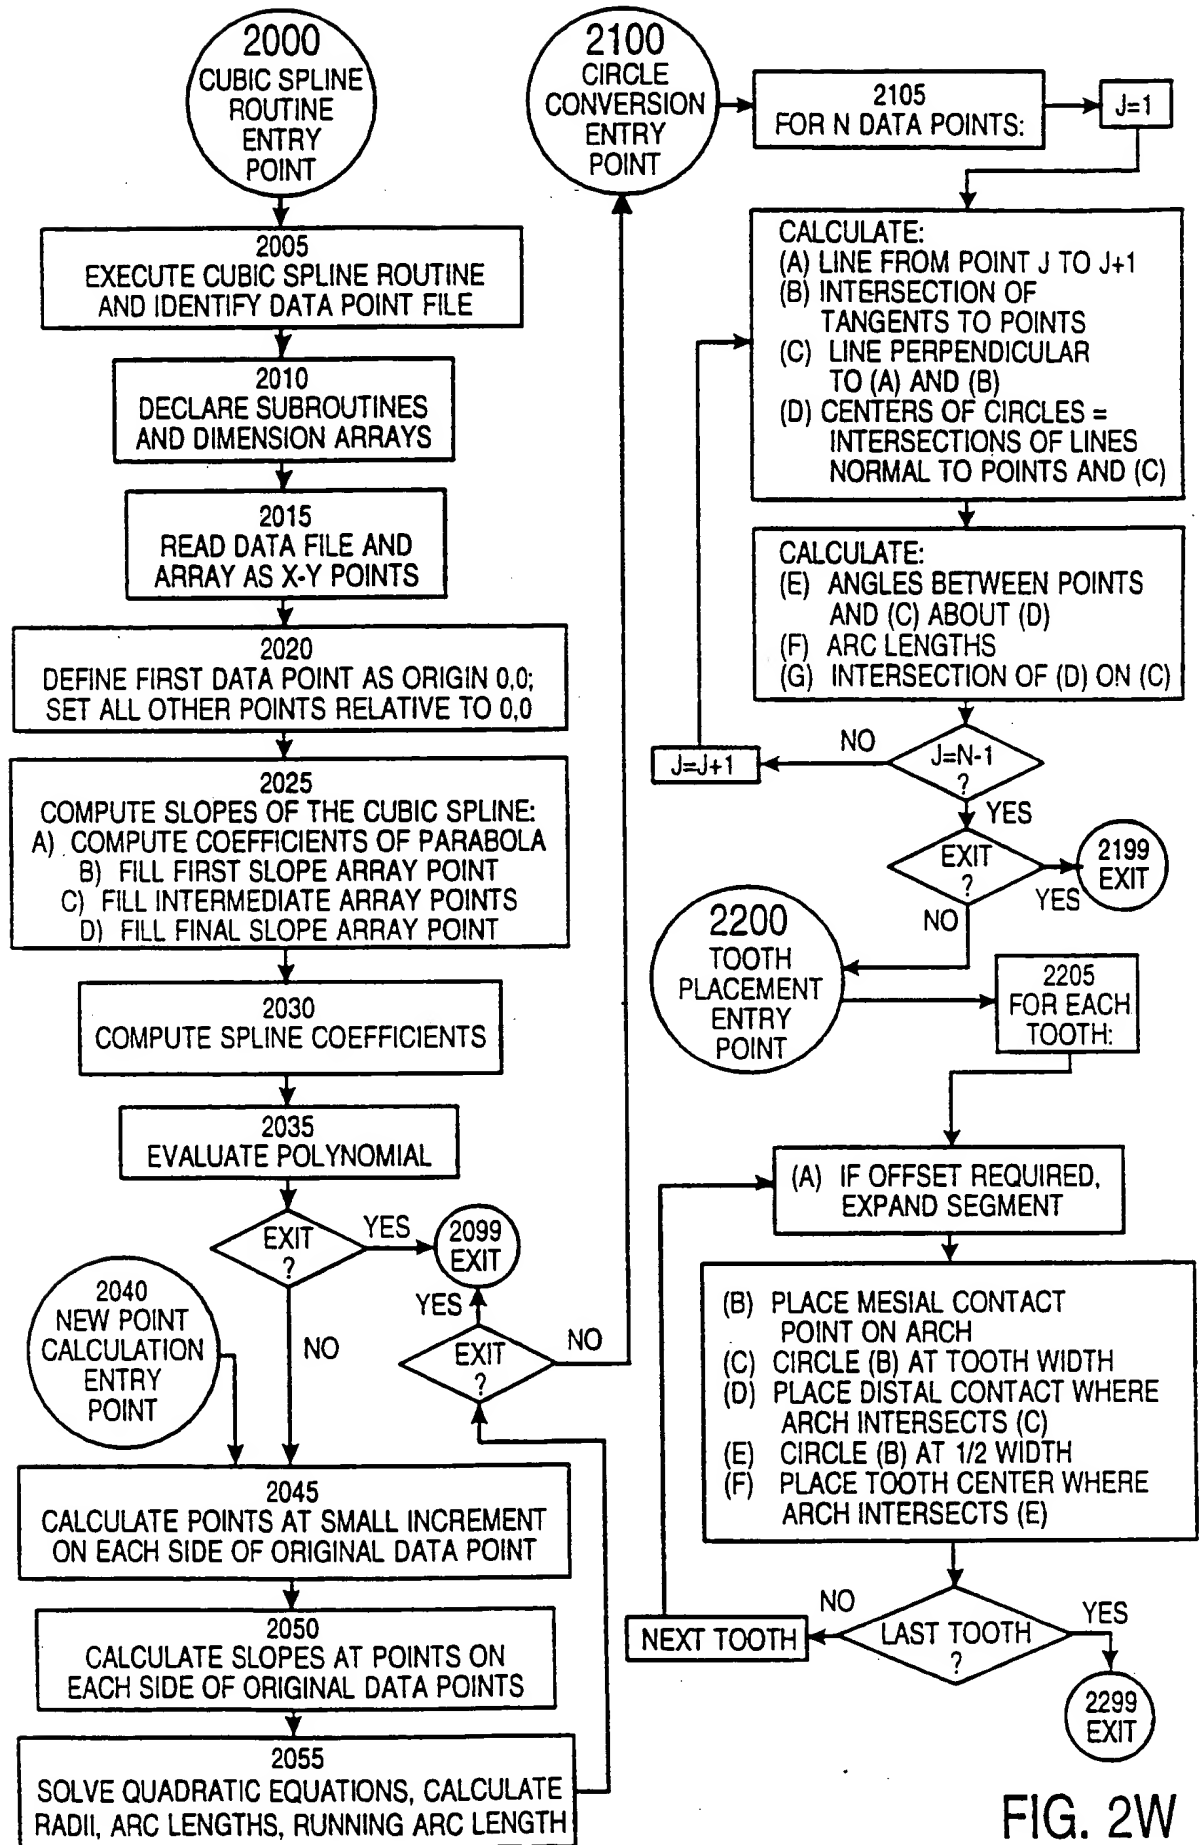 2000
CUBIC SPLINE
ROUTINE
ENTRY
POINT
2005
EXECUTE CUBIC SPLINE ROUTINE
AND IDENTIFY DATA POINT FILE
2010
DECLARE SUBROUTINES
AND DIMENSION ARRAYS
2015
READ DATA FILE AND
ARRAY AS X-Y POINTS
2020
DEFINE FIRST DATA POINT AS ORIGIN 0,0;
SET ALL OTHER POINTS RELATIVE TO 0,0
2025
COMPUTE SLOPES OF THE CUBIC SPLINE:
A) COMPUTE COEFFICIENTS OF PARABOLA
B) FILL FIRST SLOPE ARRAY POINT
C) FILL INTERMEDIATE ARRAY POINTS
D) FILL FINAL SLOPE ARRAY POINT
2030
COMPUTE SPLINE COEFFICIENTS
2035
EVALUATE POLYNOMIAL
EXIT
?
YES
2099
EXIT
NO
2040
NEW POINT
CALCULATION
ENTRY
POINT
YES
EXIT
?
NO
2045
CALCULATE POINTS AT SMALL INCREMENT
ON EACH SIDE OF ORIGINAL DATA POINT
2050
CALCULATE SLOPES AT POINTS ON
EACH SIDE OF ORIGINAL DATA POINTS
2055
SOLVE QUADRATIC EQUATIONS, CALCULATE
RADII, ARC LENGTHS, RUNNING ARC LENGTH
2100
CIRCLE
CONVERSION
ENTRY
POINT
2105
FOR N DATA POINTS:
J=1
CALCULATE:
(A) LINE FROM POINT J TO J+1
(B) INTERSECTION OF
TANGENTS TO POINTS
(C) LINE PERPENDICULAR
TO (A) AND (B)
(D) CENTERS OF CIRCLES =
INTERSECTIONS OF LINES
NORMAL TO POINTS AND (C)
CALCULATE:
(E) ANGLES BETWEEN POINTS
AND (C) ABOUT (D)
(F) ARC LENGTHS
(G) INTERSECTION OF (D) ON (C)
J=N-1
?
NO
J=J+1
YES
EXIT
?
YES
2199
EXIT
NO
2200
TOOTH
PLACEMENT
ENTRY
POINT
2205
FOR EACH
TOOTH:
(A) IF OFFSET REQUIRED,
EXPAND SEGMENT
(B) PLACE MESIAL CONTACT
POINT ON ARCH
(C) CIRCLE (B) AT TOOTH WIDTH
(D) PLACE DISTAL CONTACT WHERE
ARCH INTERSECTS (C)
(E) CIRCLE (B) AT 1/2 WIDTH
(F) PLACE TOOTH CENTER WHERE
ARCH INTERSECTS (E)
LAST TOOTH
?
NO
NEXT TOOTH
YES
2299
EXIT
FIG. 2W